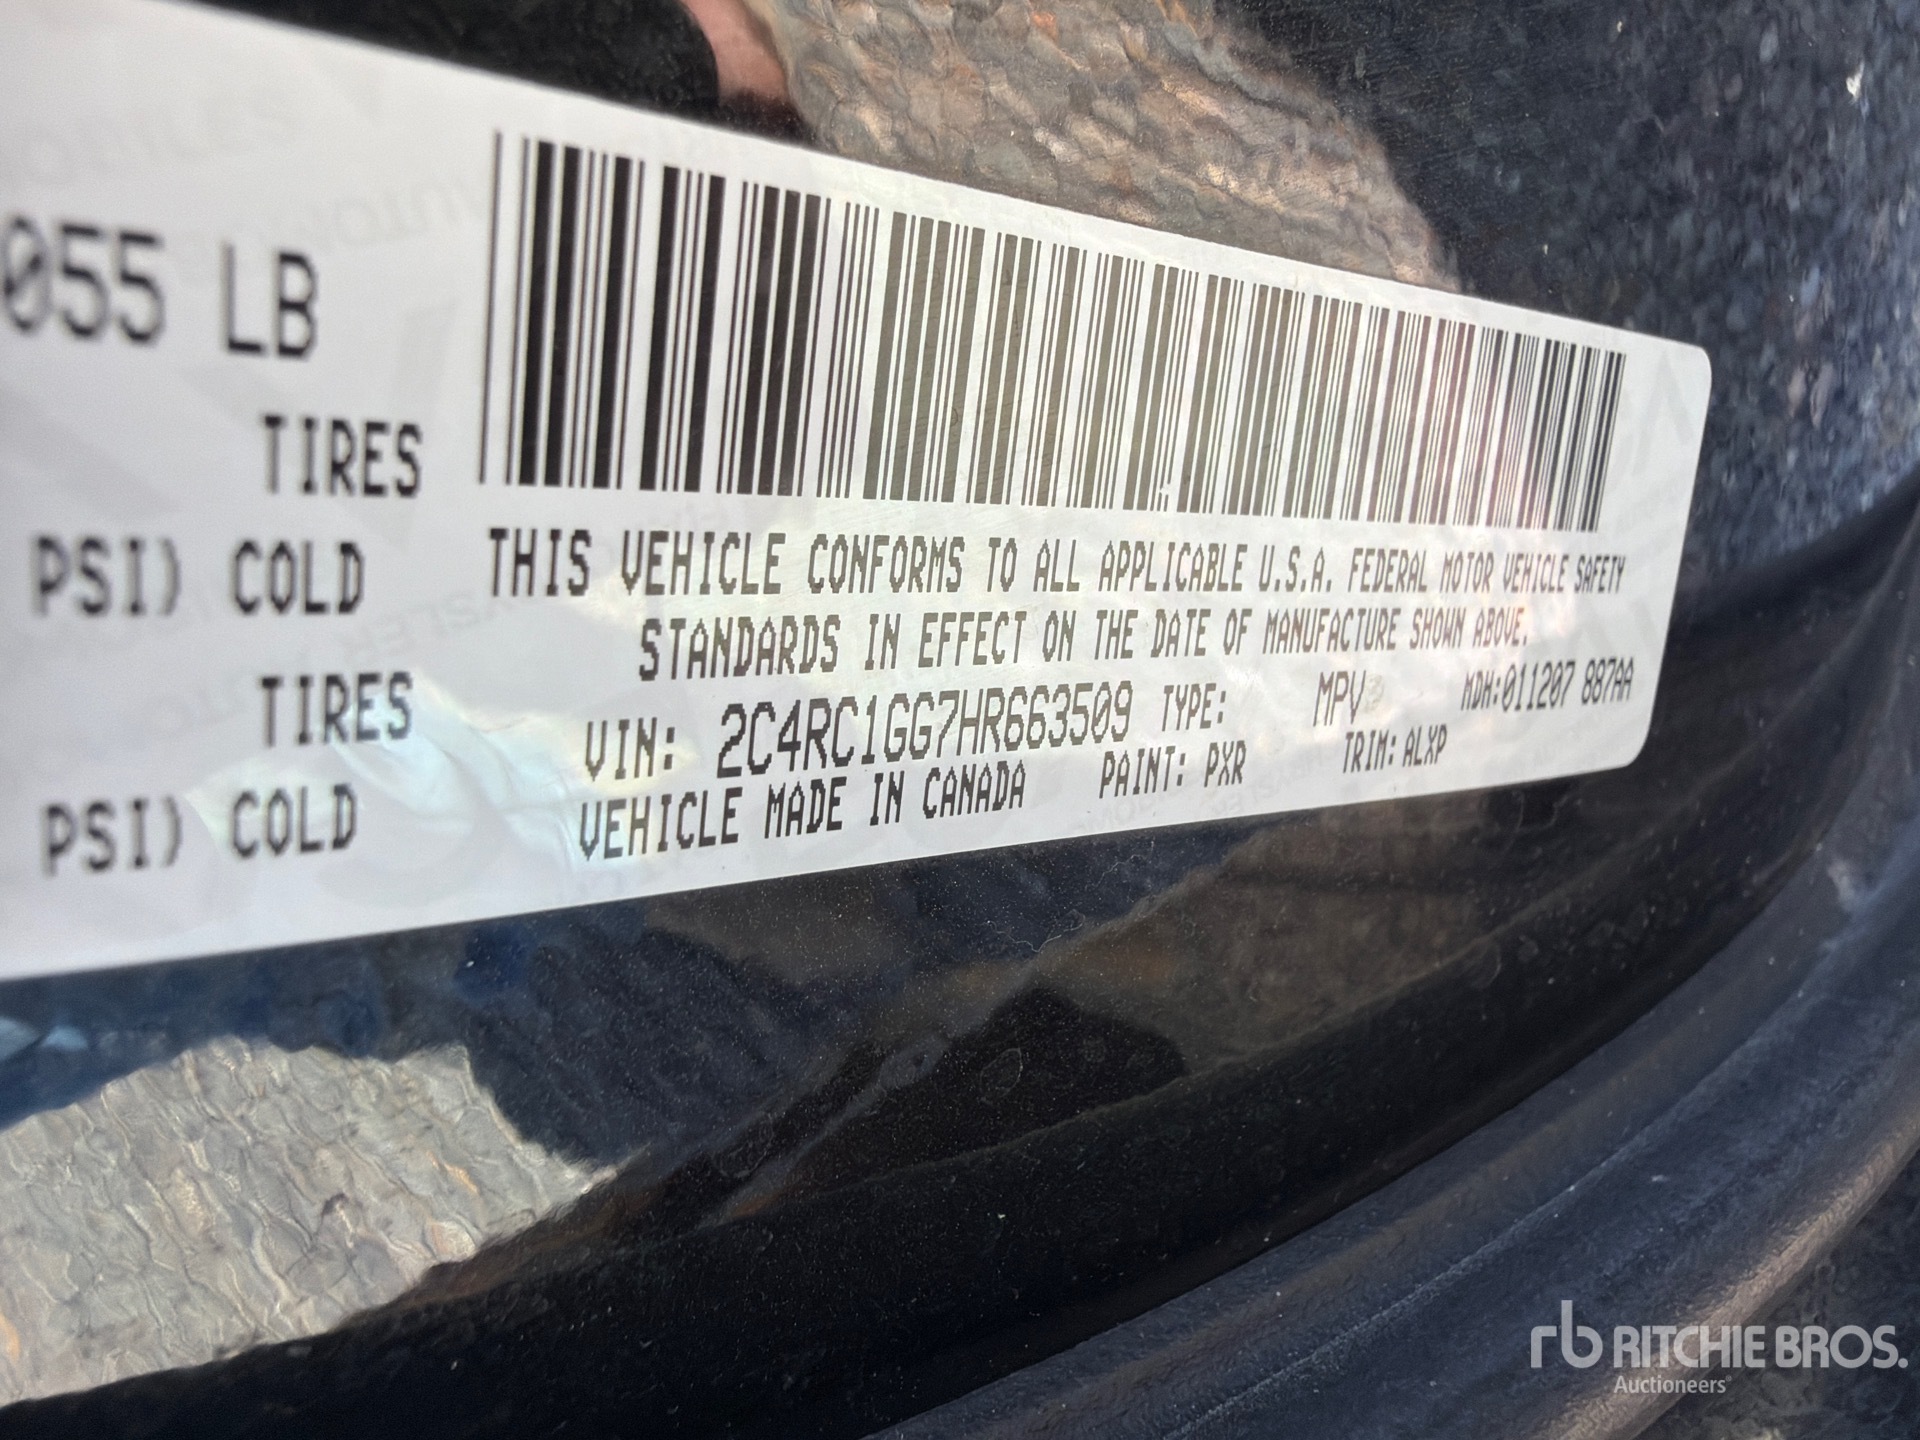 055 LB
TIRES
PSI) COLD
TIRES
PSI) COLD
THIS VEHICLE CONFORMS TO ALL APPLICABLE U.S.A. FEDERAL MOTOR VEHICLE SAFETY
STANDARDS IN EFFECT ON THE DATE OF MANUFACTURE SHOWN ABOVE.
VIN: 2C4RC1GG7HR663509 TYPE: MPV MDH:011207 887AA
VEHICLE MADE IN CANADA PAINT: PXR TRIM: ALXP
rb RITCHIE BROS.
Auctioneers